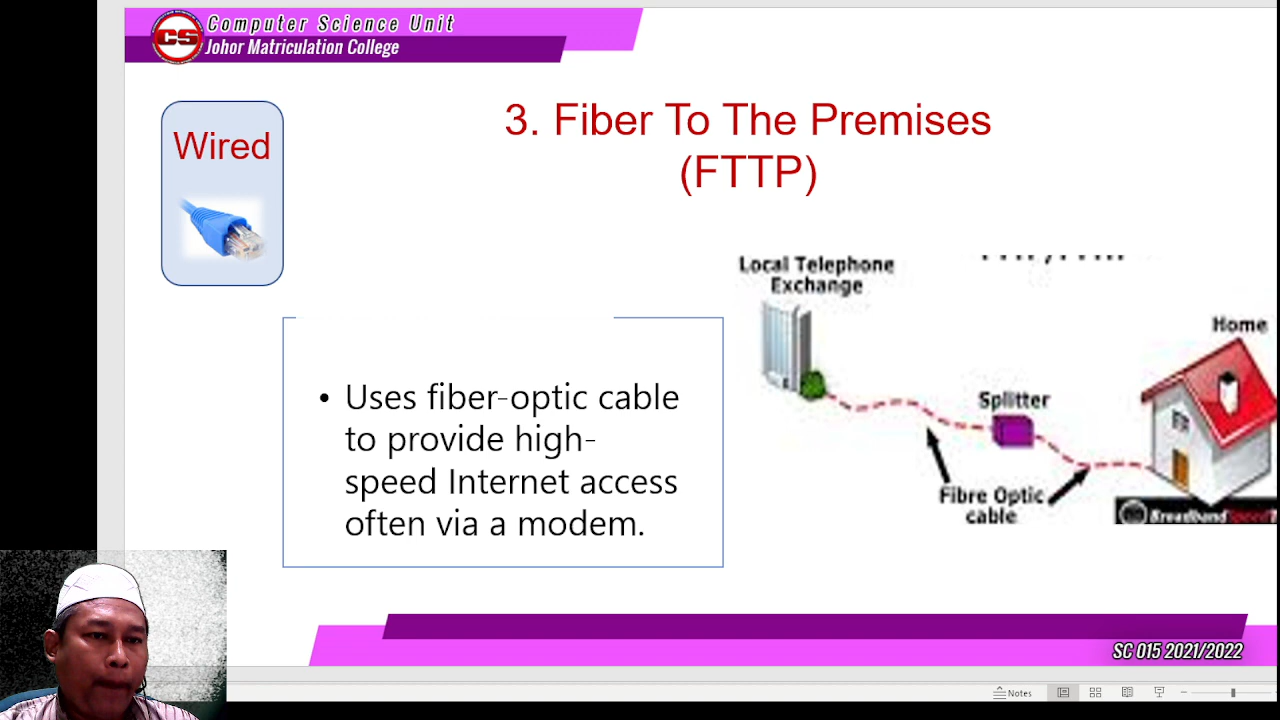 Computer Science Unit
CS
Johor Matriculation College
Wired
3. Fiber To The Premises
(FTTP)
Local Telephone
Exchange
Home
Splitter
Fibre Optic
cable
• Uses fiber-optic cable
to provide high-
speed Internet access
often via a modem.
SC 015 2021/2022
Notes